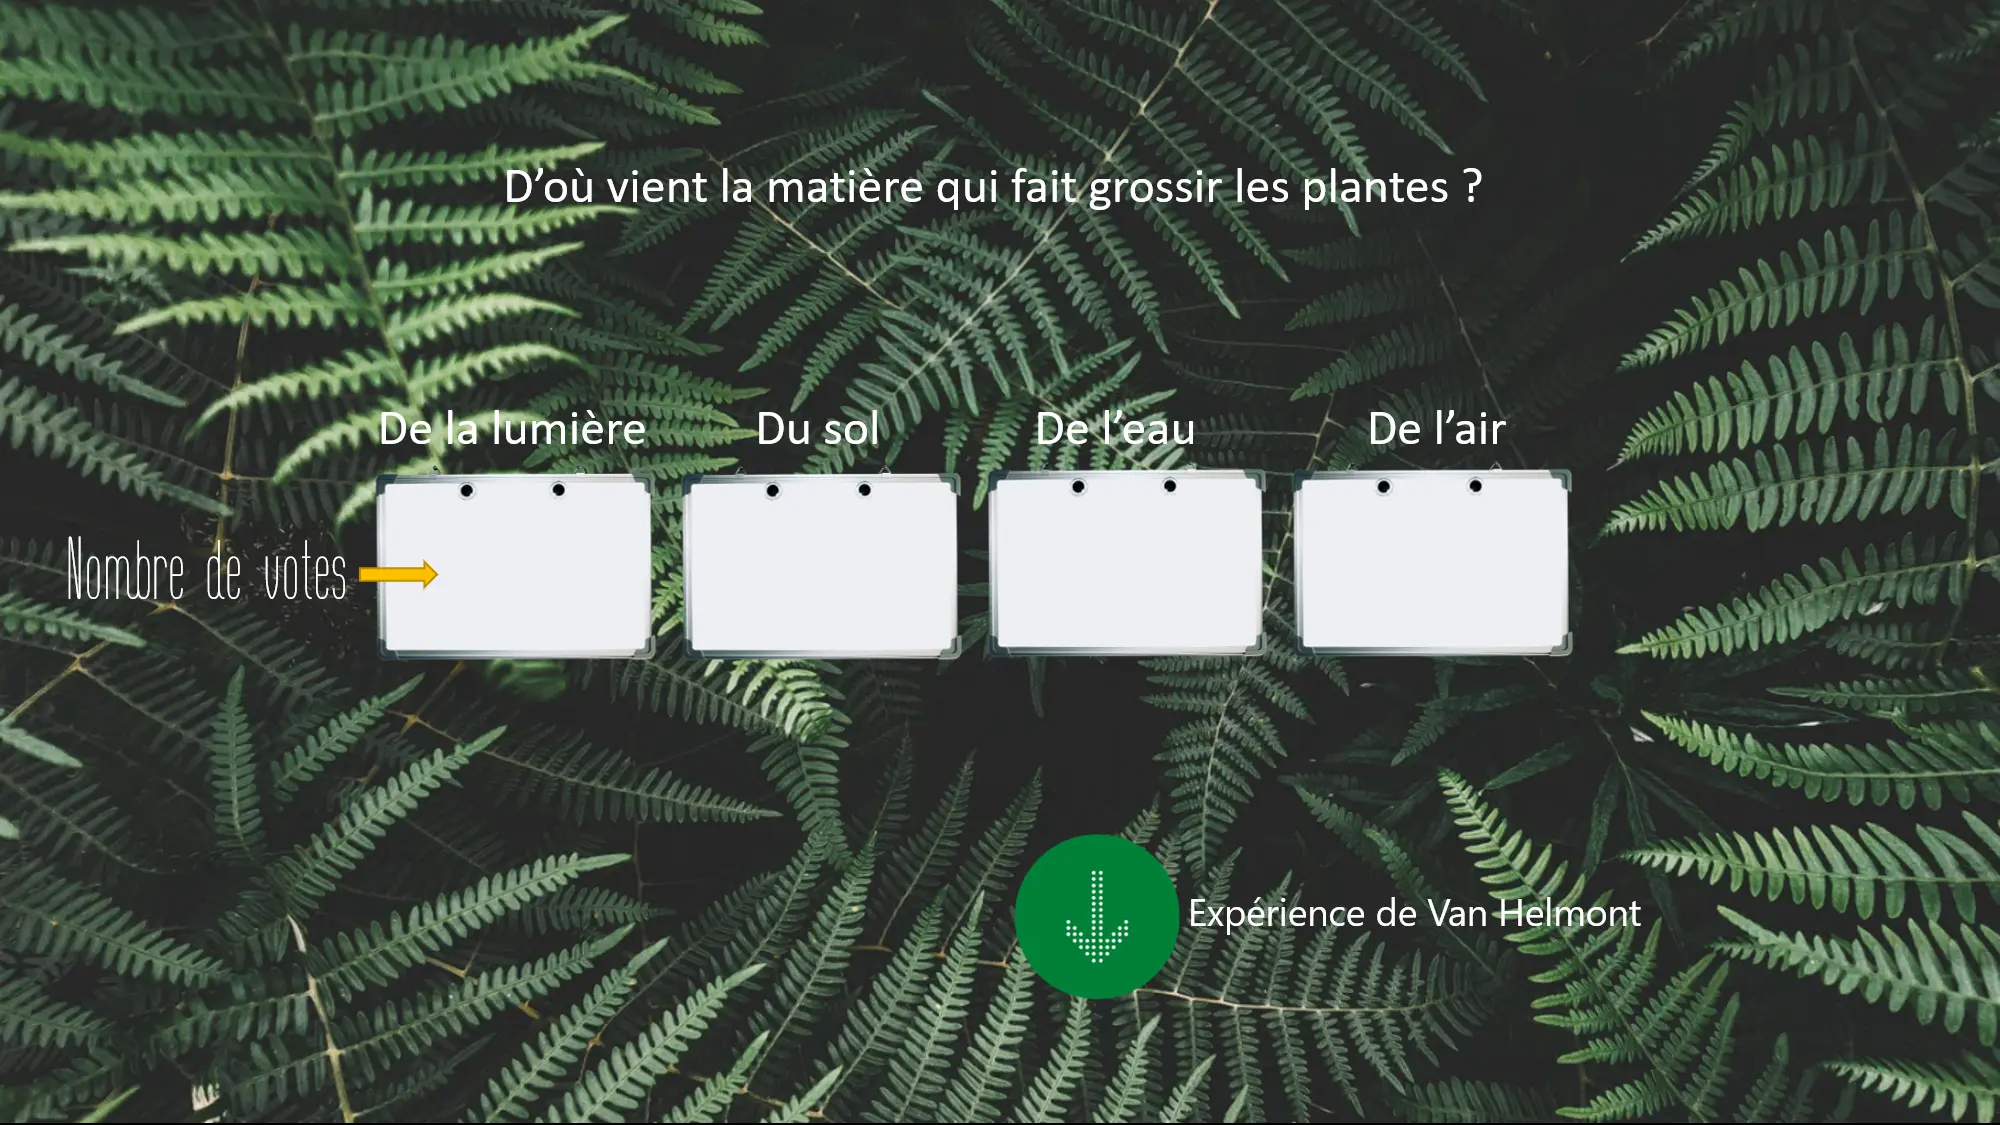 D’où vient la matière qui fait grossir les plantes ?
De la lumière
Du sol
De l’eau
De l’air
Nombre de votes
Expérience de Van Helmont